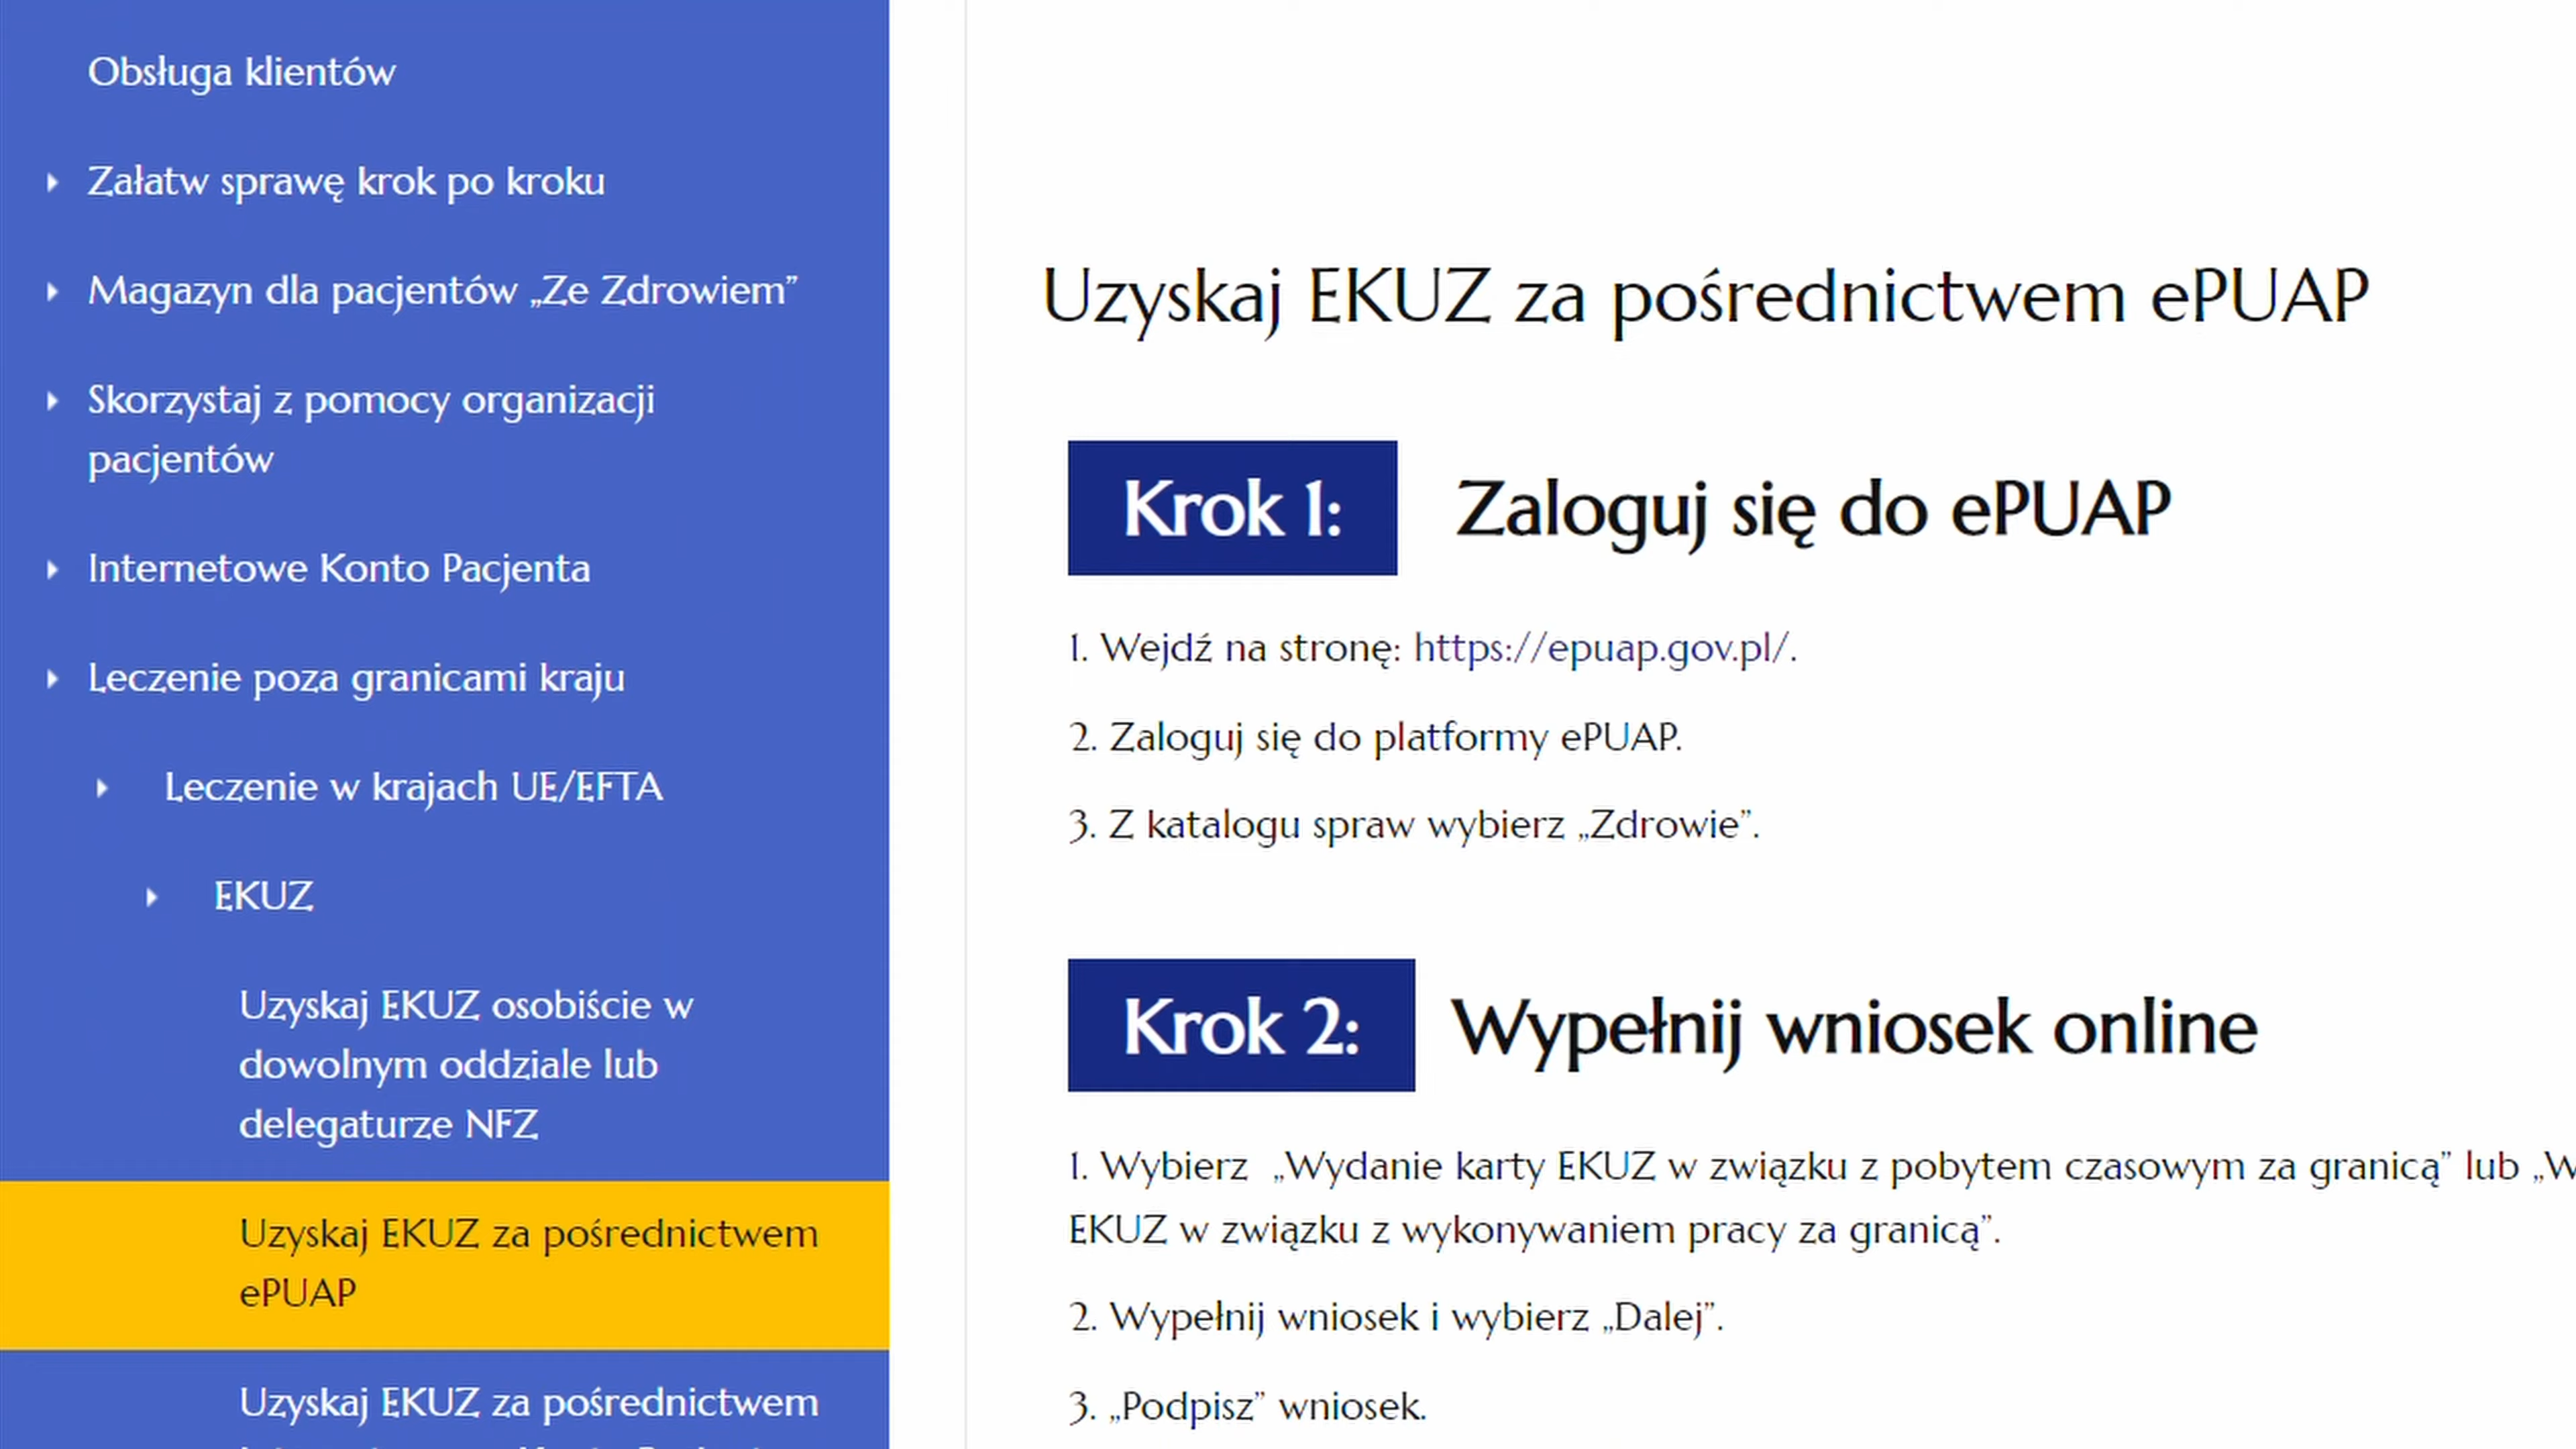 Obsługa klientów
Załatw sprawę krok po kroku
Magazyn dla pacjentów „Ze Zdrowiem”
Skorzystaj z pomocy organizacji
pacjentów
Internetowe Konto Pacjenta
Leczenie poza granicami kraju
Leczenie w krajach UE/EFTA
EKUZ
Uzyskaj EKUZ osobiście w
dowolnym oddziale lub
delegaturze NFZ
Uzyskaj EKUZ za pośrednictwem
ePUAP
Uzyskaj EKUZ za pośrednictwem
Uzyskaj EKUZ za pośrednictwem ePUAP
Krok 1: Zaloguj się do ePUAP
1. Wejdź na stronę: https://epuap.gov.pl/.
2. Zaloguj się do platformy ePUAP.
3. Z katalogu spraw wybierz „Zdrowie”.
Krok 2: Wypełnij wniosek online
1. Wybierz „Wydanie karty EKUZ w związku z pobytem czasowym za granicą” lub
EKUZ w związku z wykonywaniem pracy za granicą”.
2. Wypełnij wniosek i wybierz „Dalej”.
3. „Podpisz” wniosek.